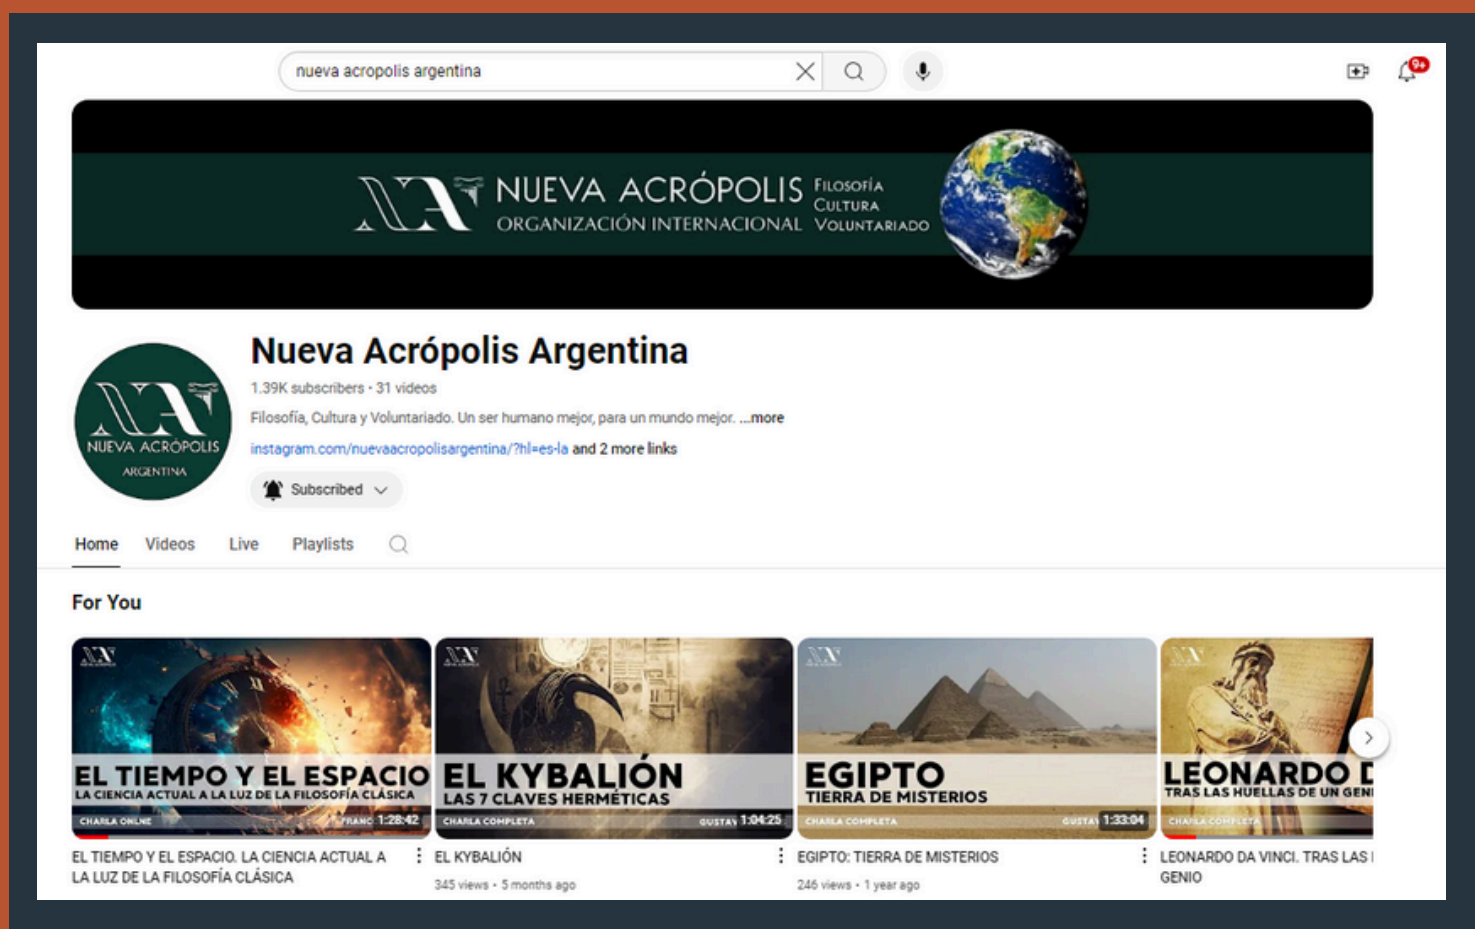 nueva acropolis argentina
9+
NUEVA ACRÓPOLIS
ORGANIZACIÓN INTERNACIONAL
FILOSOFÍA
CULTURA
VOLUNTARIADO
NUEVA ACRÓPOLIS
ARGENTINA
Nueva Acrópolis Argentina
1.39K subscribers • 31 videos
Filosofía, Cultura y Voluntariado. Un ser humano mejor, para un mundo mejor. ...more
instagram.com/nuevaacropolisargentina/?hl=es-la and 2 more links
Subscribed
Home Videos Live Playlists
For You
EL TIEMPO Y EL ESPACIO
LA CIENCIA ACTUAL A LA LUZ DE LA FILOSOFÍA CLÁSICA
CHARLA ONLINE
1:28:42
EL TIEMPO Y EL ESPACIO. LA CIENCIA ACTUAL A
LA LUZ DE LA FILOSOFÍA CLÁSICA
EL KYBALIÓN
LAS 7 CLAVES HERMÉTICAS
CHARLA COMPLETA
1:04:25
EL KYBALIÓN
345 views • 5 months ago
EGIPTO
TIERRA DE MISTERIOS
CHARLA COMPLETA
1:33:04
EGIPTO: TIERRA DE MISTERIOS
246 views • 1 year ago
LEONARDO D
TRAS LAS HUELLAS DE UN GENI
CHARLA COMPLETA
LEONARDO DA VINCI. TRAS LAS
GENIO